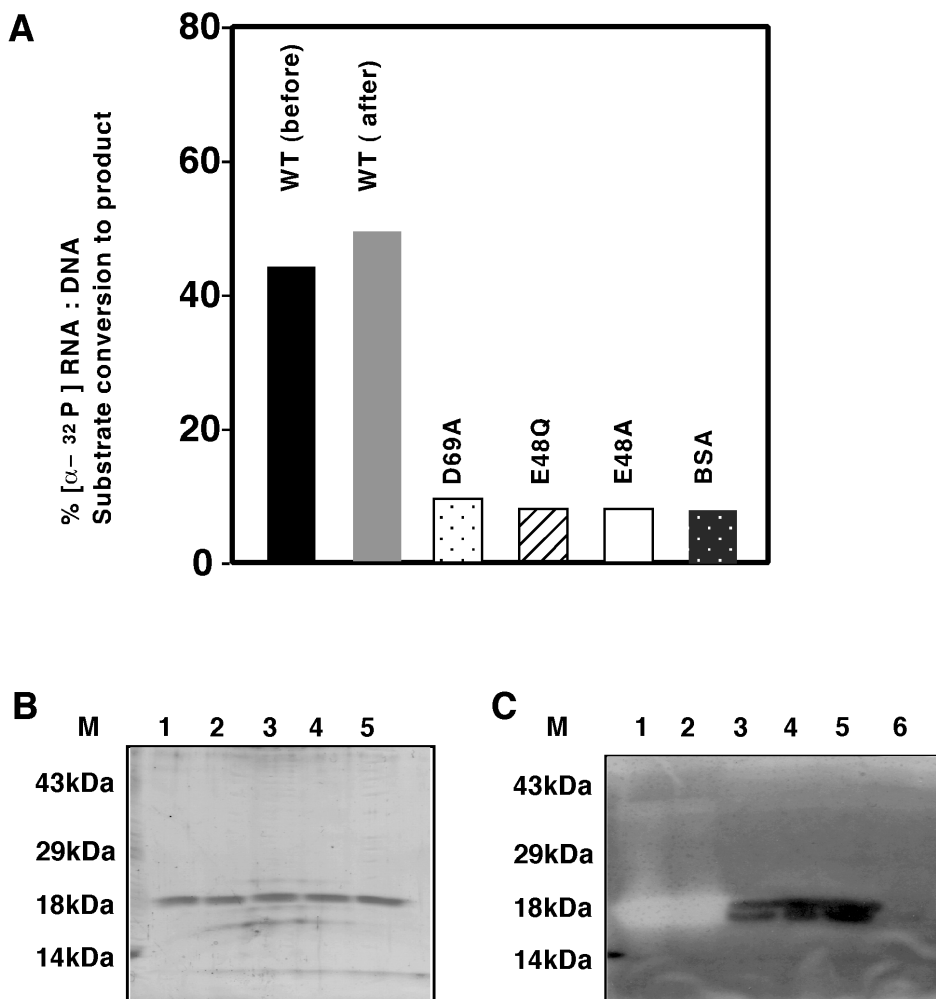 A
80
60
40
20
0
% [α- 32 P ] RNA : DNA
Substrate conversion to product
WT (before)
WT ( after)
D69A
E48Q
E48A
BSA
B
M 1 2 3 4 5
43kDa
29kDa
18kDa
14kDa
C
M 1 2 3 4 5 6
43kDa
29kDa
18kDa
14kDa